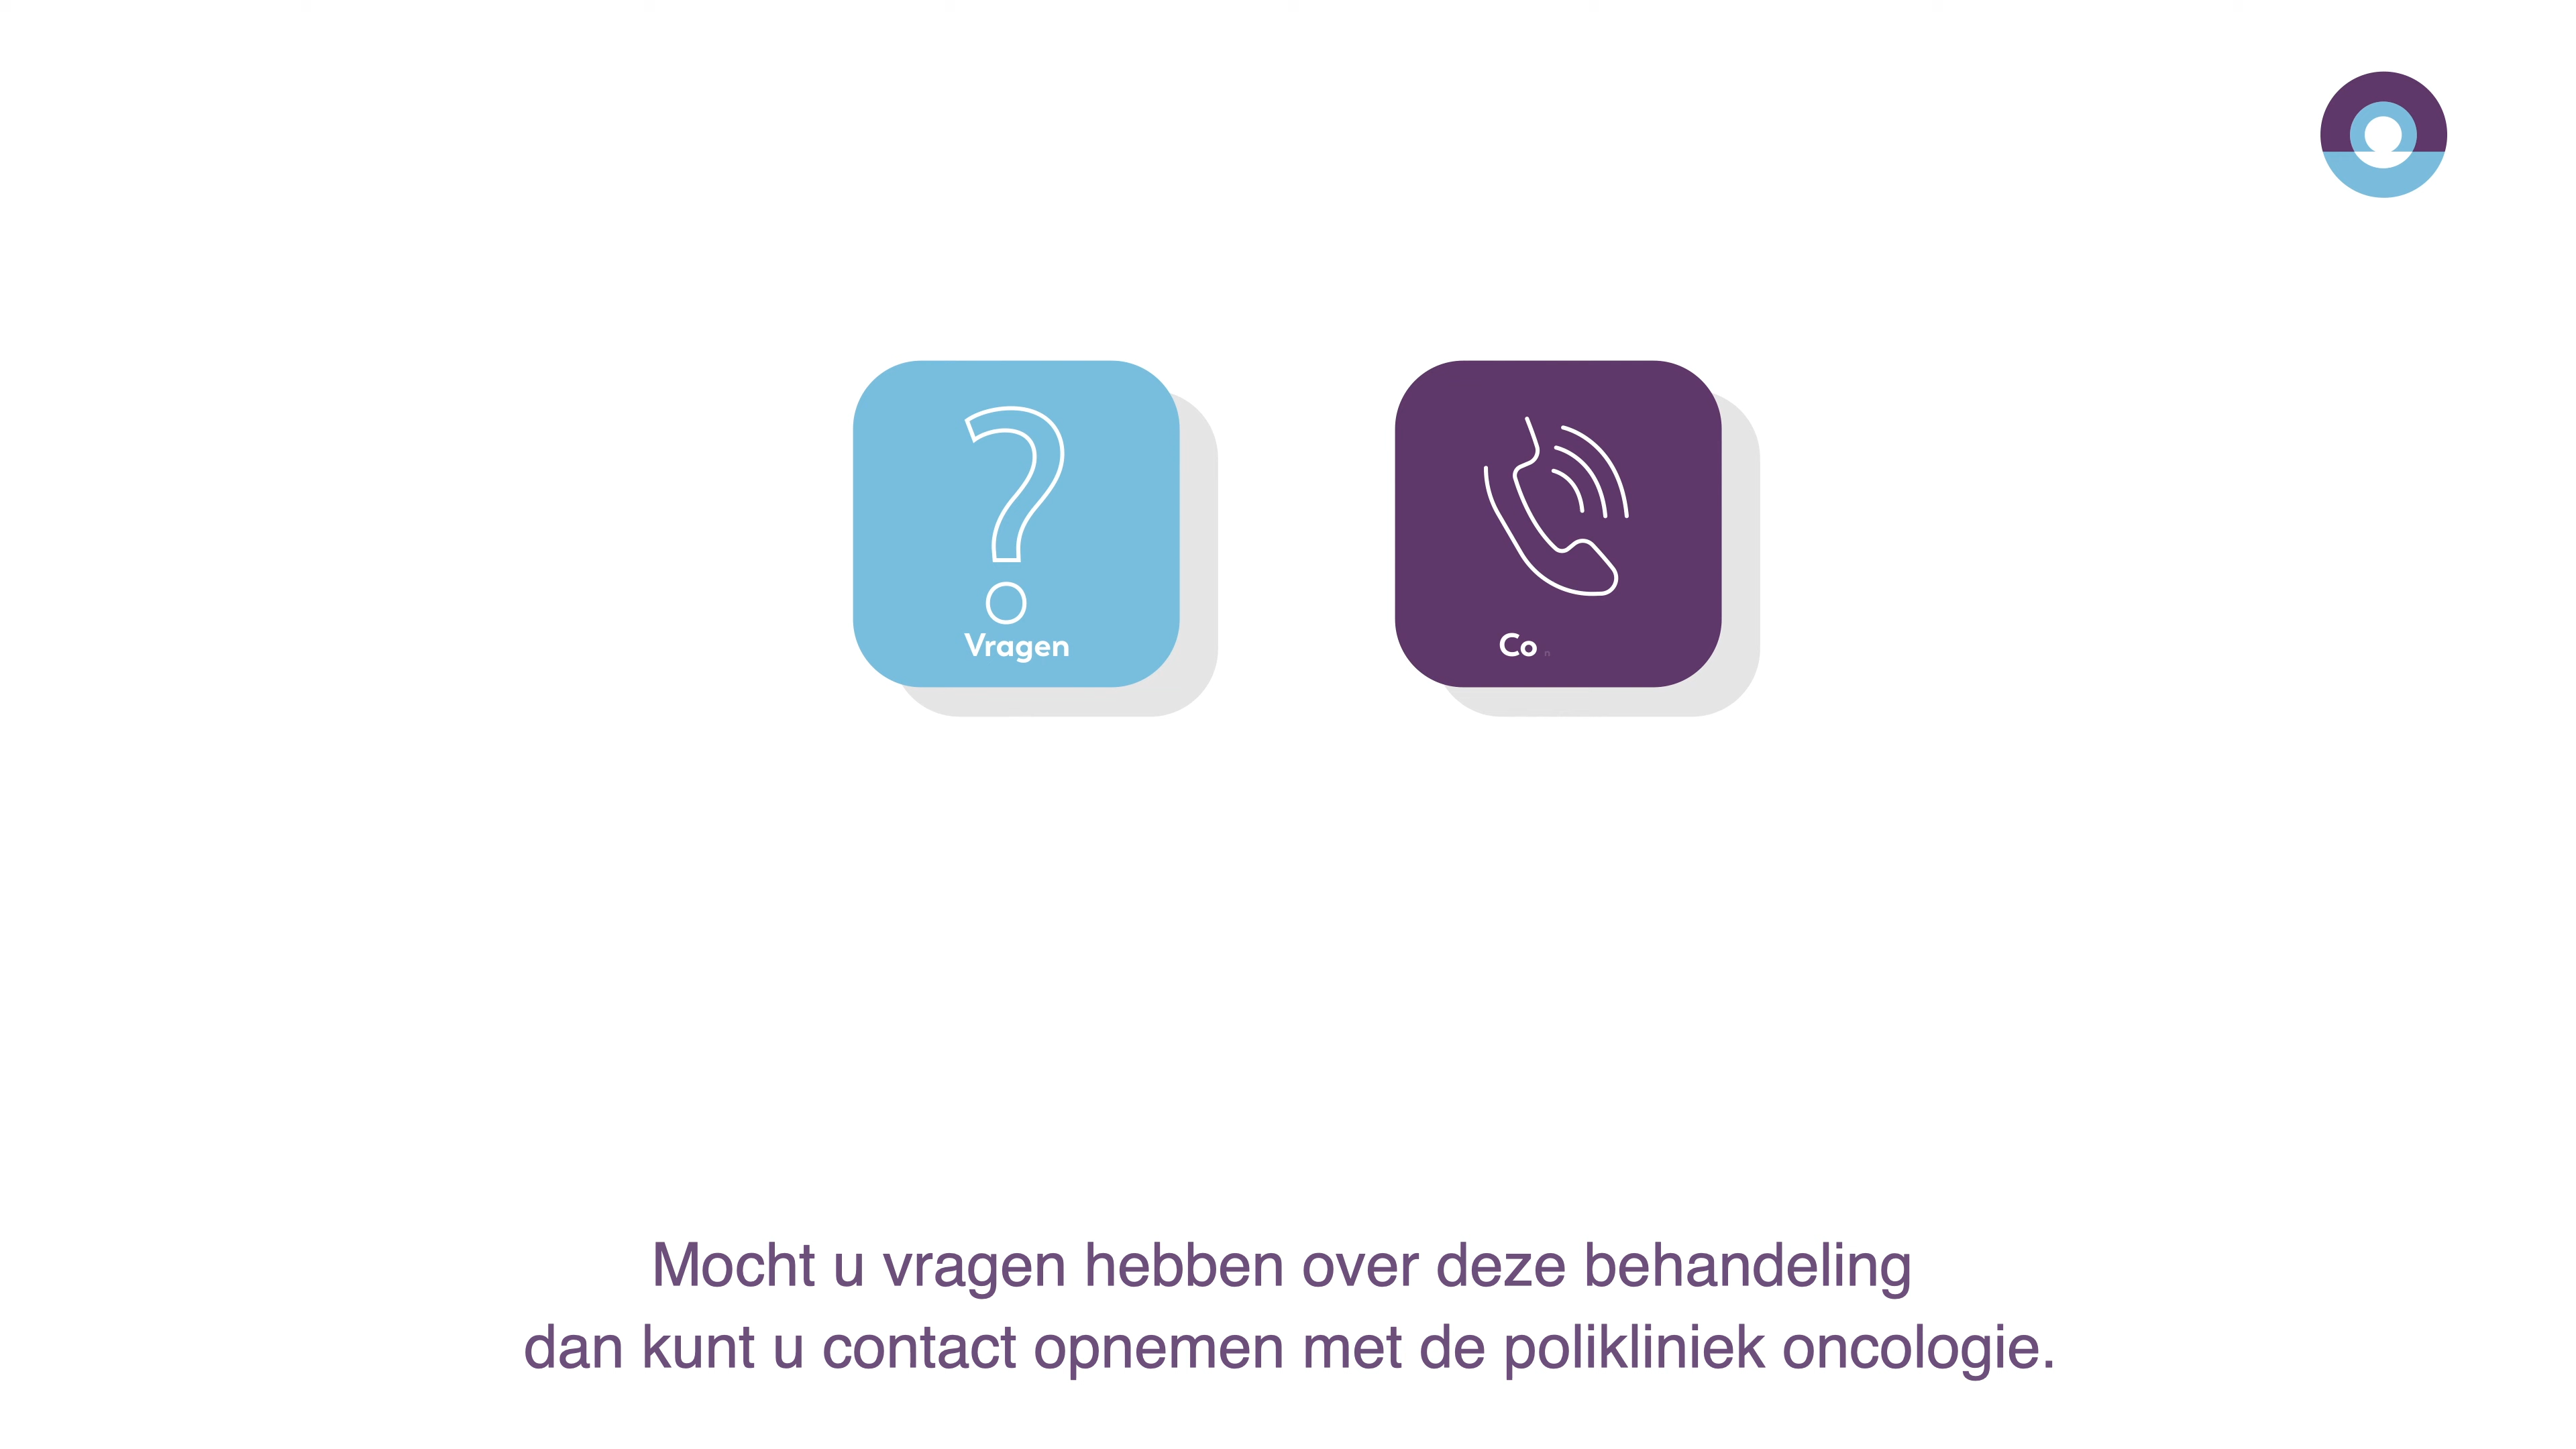 Vragen
Co
Mocht u vragen hebben over deze behandeling
dan kunt u contact opnemen met de polikliniek oncologie.